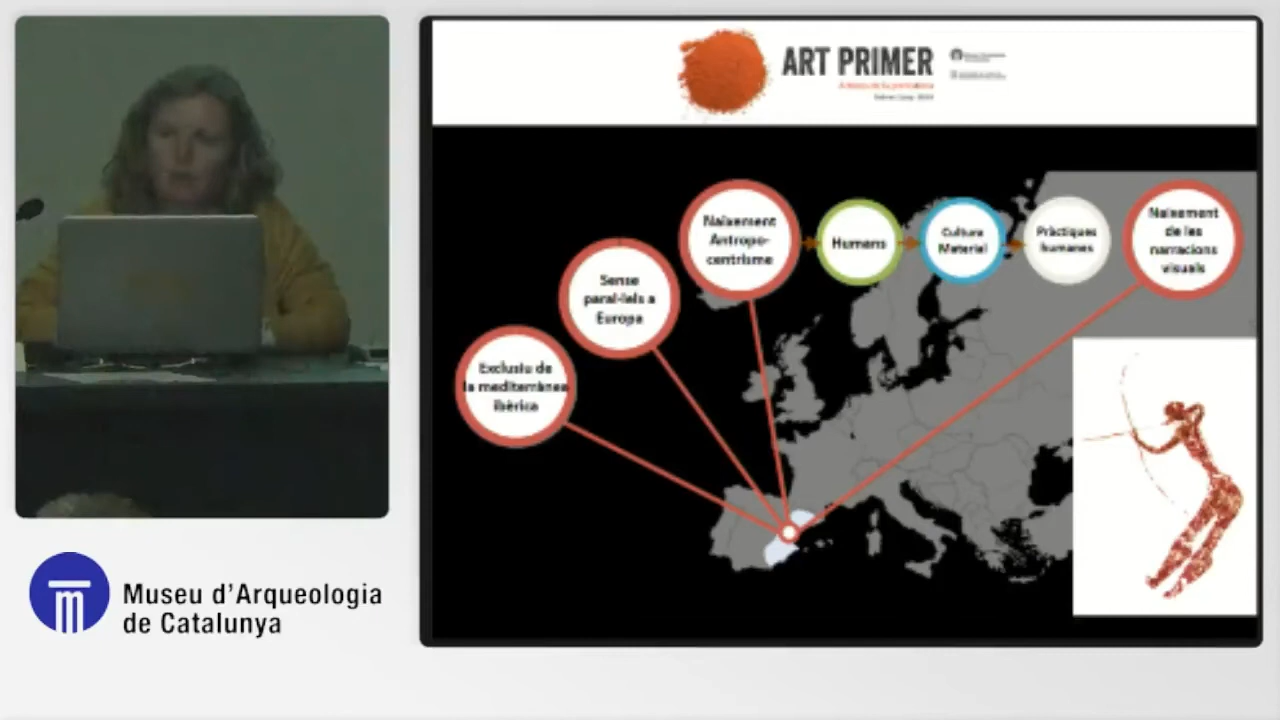 ART PRIMER
Naixement
Antropo-
centrisme
Humans
Cultura
Material
Pràctiques
humanes
Naixement
de les
narracions
visuals
Sense
paral·lels a
Europa
Exclusiu de
la mediterrànea
ibèrica
Museu d'Arqueologia
de Catalunya